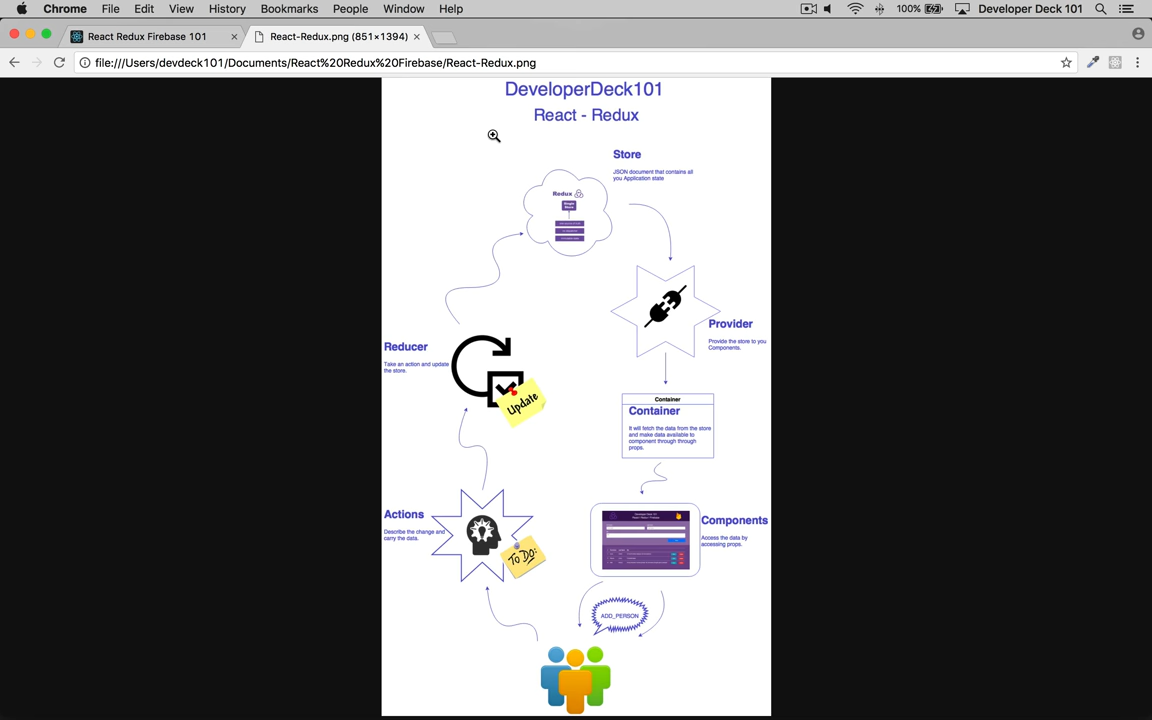 Chrome File Edit View History Bookmarks People Window Help 100% Developer Deck 101
React Redux Firebase 101
React-Redux.png (851×1394)
file:///Users/devdeck101/Documents/React%20Redux%20Firebase/React-Redux.png
DeveloperDeck101
React - Redux
Store
JSON document that contains all
you Application state
Redux
Provider
Provide the store to you
Components.
Reducer
Take an action and update
the store.
Update
Container
Container
It will fetch the data from the store
and make data available to
component through through
props.
Actions
Describe the change and
carry the data.
To Do:
Components
Access the data by
accessing props.
ADD_PERSON